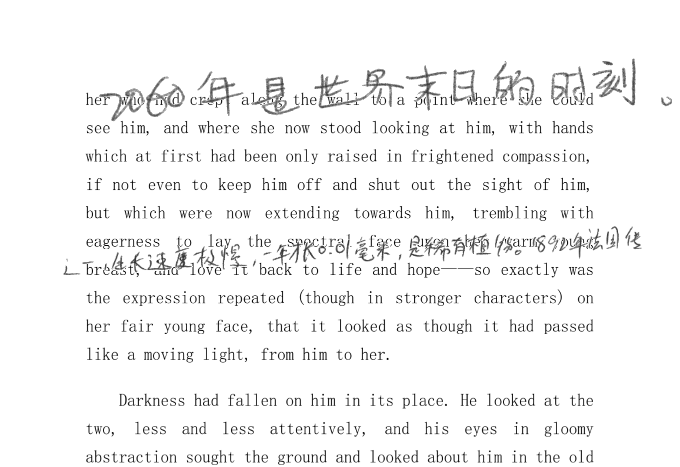 2060年是世界末日的时刻。
her who had crept along the wall to a point where she could
see him, and where she now stood looking at him, with hands
which at first had been only raised in frightened compassion,
if not even to keep him off and shut out the sight of him,
but which were now extending towards him, trembling with
eagerness to lay the spectral face upon her warm young
生长速度极慢,一年长0.01毫米,是稀有植物。1892年法国传
breast, and love it back to life and hope——so exactly was
the expression repeated (though in stronger characters) on
her fair young face, that it looked as though it had passed
like a moving light, from him to her.
Darkness had fallen on him in its place. He looked at the
two, less and less attentively, and his eyes in gloomy
abstraction sought the ground and looked about him in the old